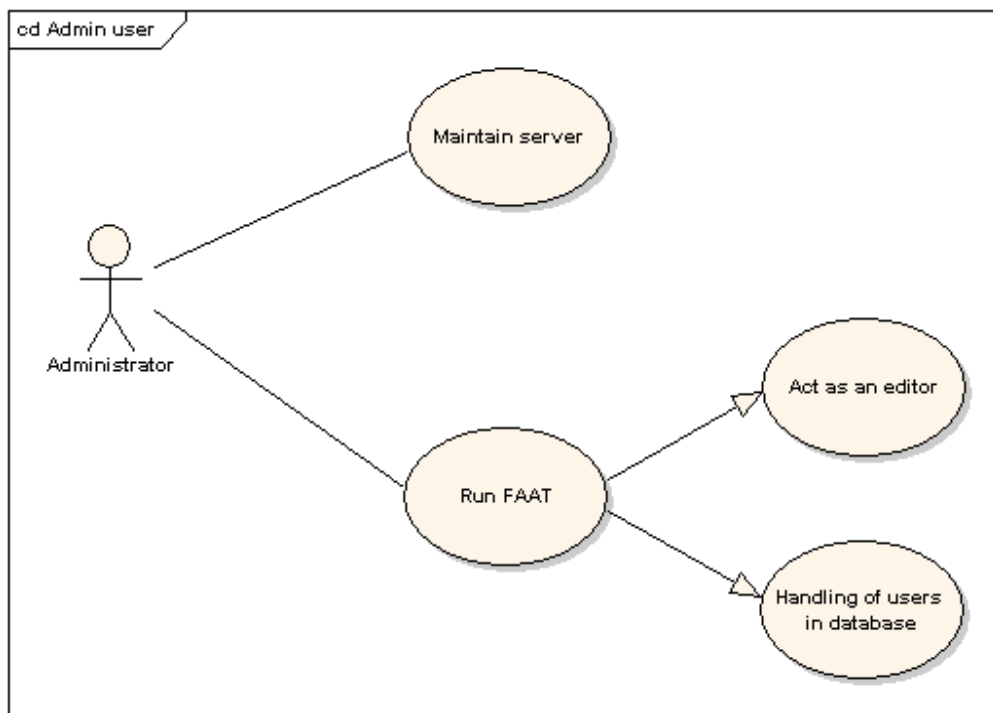 cd Admin user
Maintain server
Administrator
Act as an editor
Run FAAT
Handling of users
in database